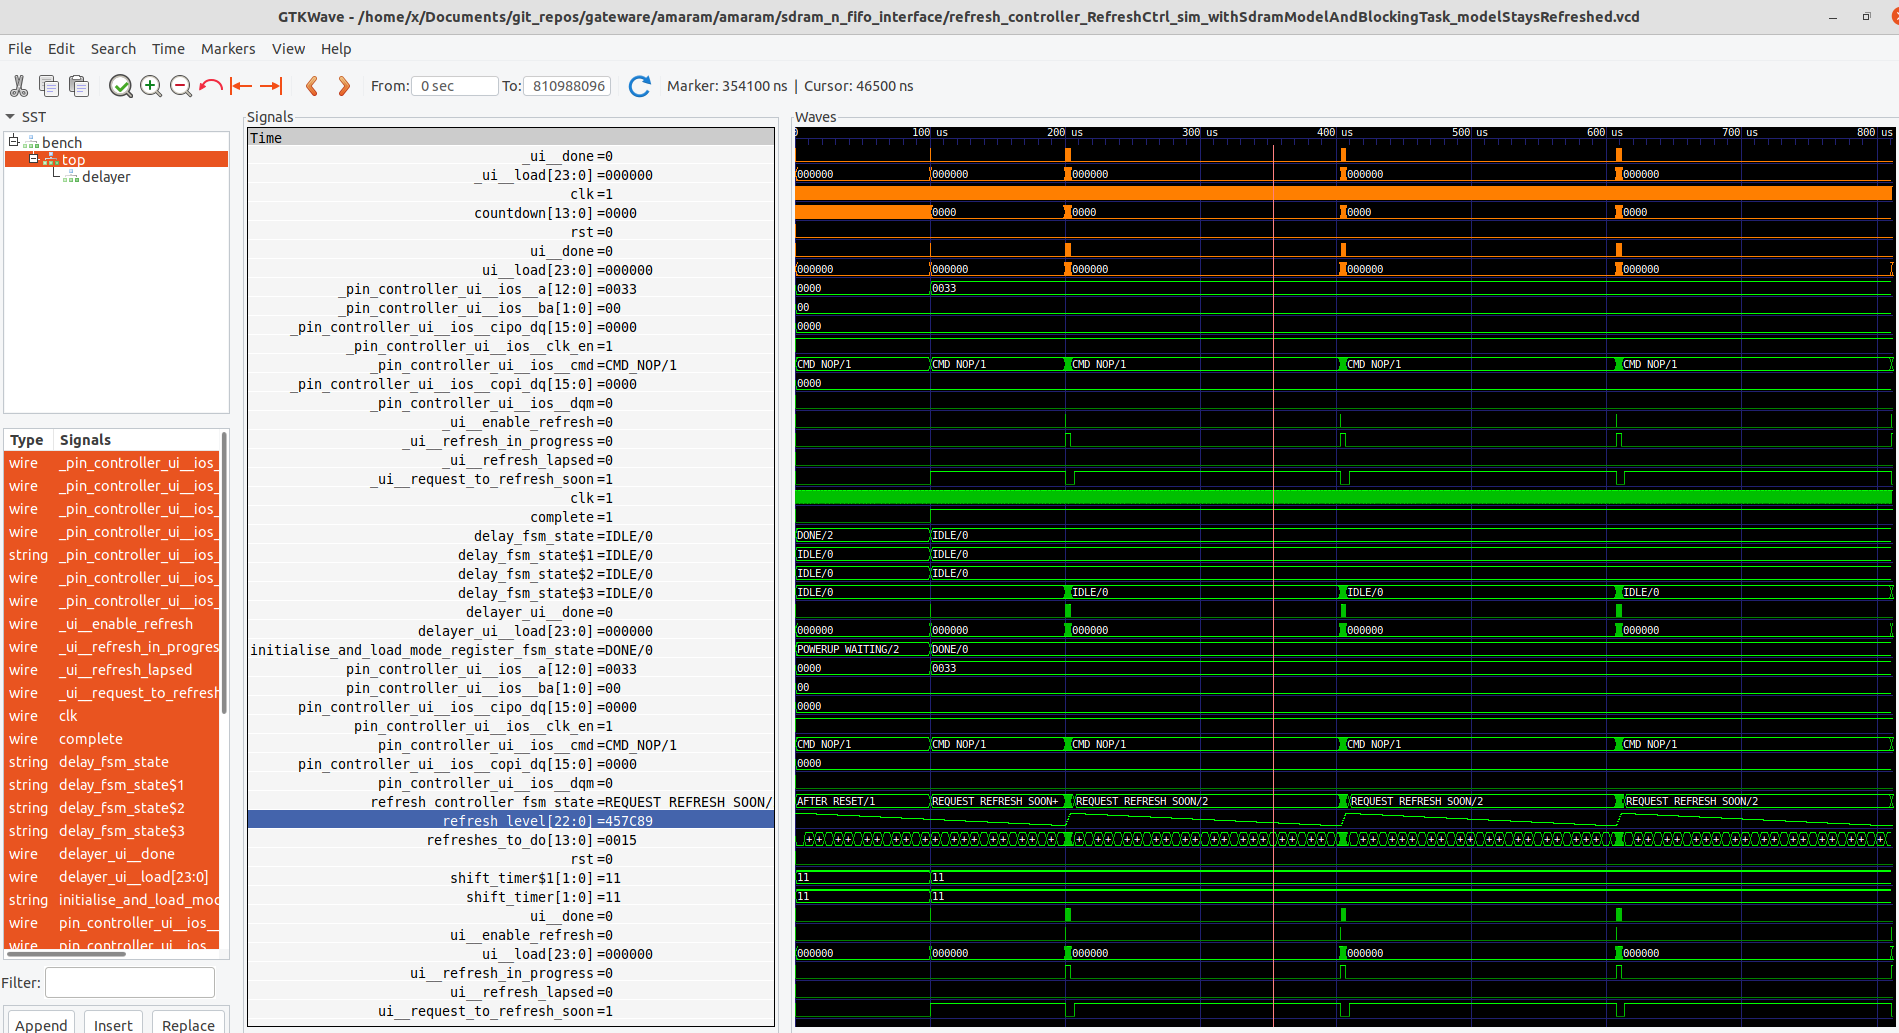 GTKWave - /home/x/Documents/git_repos/gateware/amaram/amaram/sdram_n_fifo_interface/refresh_controller_RefreshCtrl_sim_withSdramModelAndBlockingTask_modelStaysRefreshed.vcd
File Edit Search Time Markers View Help
From: 0 sec To: 810988096 Marker: 354100 ns | Cursor: 46500 ns
SST
bench
top
delayer
Type Signals
wire _pin_controller_ui__ios_
wire _pin_controller_ui__ios_
wire _pin_controller_ui__ios_
wire _pin_controller_ui__ios_
string _pin_controller_ui__ios_
wire _pin_controller_ui__ios_
wire _pin_controller_ui__ios_
wire _ui__enable_refresh
wire _ui__refresh_in_progres
wire _ui__refresh_lapsed
wire _ui__request_to_refresh
wire clk
wire complete
string delay_fsm_state
string delay_fsm_state$1
string delay_fsm_state$2
string delay_fsm_state$3
wire delayer_ui__done
wire delayer_ui__load[23:0]
string initialise_and_load_moc
wire pin_controller_ui__ios__
wire pin_controller_ui__ios
Filter:
Append Insert Replace
Signals
Time
_ui__done=0
_ui__load[23:0]=000000
clk=1
countdown[13:0]=0000
rst=0
ui__done=0
ui__load[23:0]=000000
_pin_controller_ui__ios__a[12:0]=0033
_pin_controller_ui__ios__ba[1:0]=00
_pin_controller_ui__ios__cipo_dq[15:0]=0000
_pin_controller_ui__ios__clk_en=1
_pin_controller_ui__ios__cmd=CMD_NOP/1
_pin_controller_ui__ios__copi_dq[15:0]=0000
_pin_controller_ui__ios__dqm=0
_ui__enable_refresh=0
_ui__refresh_in_progress=0
_ui__refresh_lapsed=0
_ui__request_to_refresh_soon=1
clk=1
complete=1
delay_fsm_state=IDLE/0
delay_fsm_state$1=IDLE/0
delay_fsm_state$2=IDLE/0
delay_fsm_state$3=IDLE/0
delayer_ui__done=0
delayer_ui__load[23:0]=000000
initialise_and_load_mode_register_fsm_state=DONE/0
pin_controller_ui__ios__a[12:0]=0033
pin_controller_ui__ios__ba[1:0]=00
pin_controller_ui__ios__cipo_dq[15:0]=0000
pin_controller_ui__ios__clk_en=1
pin_controller_ui__ios__cmd=CMD_NOP/1
pin_controller_ui__ios__copi_dq[15:0]=0000
pin_controller_ui__ios__dqm=0
refresh_controller_fsm_state=REQUEST_REFRESH_SOON/
refresh_level[22:0]=457C89
refreshes_to_do[13:0]=0015
rst=0
shift_timer$1[1:0]=11
shift_timer[1:0]=11
ui__done=0
ui__enable_refresh=0
ui__load[23:0]=000000
ui__refresh_in_progress=0
ui__refresh_lapsed=0
ui__request_to_refresh_soon=1
Waves
100 us 200 us 300 us 400 us 500 us 600 us 700 us 800 us
000000 000000 000000 000000 000000
0000 0000 0000 0000
000000 000000 000000 000000 000000
0000 0033
00
0000
CMD_NOP/1 CMD_NOP/1 CMD_NOP/1 CMD_NOP/1 CMD_NOP/1
0000
DONE/2 IDLE/0
IDLE/0 IDLE/0
IDLE/0 IDLE/0
IDLE/0 IDLE/0 IDLE/0 IDLE/0
000000 000000 000000 000000 000000
POWERUP_WAITING/2 DONE/0
0000 0033
00
0000
CMD_NOP/1 CMD_NOP/1 CMD_NOP/1 CMD_NOP/1 CMD_NOP/1
0000
AFTER_RESET/1 REQUEST_REFRESH_SOON+ REQUEST_REFRESH_SOON/2 REQUEST_REFRESH_SOON/2 REQUEST_REFRESH_SOON/2
11 11
11 11
000000 000000 000000 000000 000000